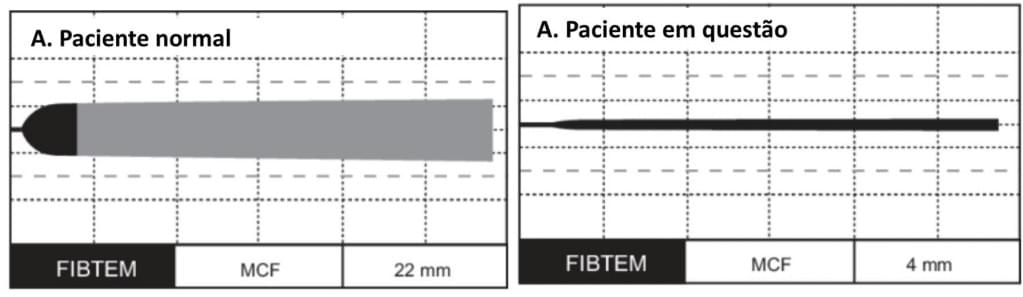 A. Paciente normal
FIBTEM MCF 22 mm
A. Paciente em questão
FIBTEM MCF 4 mm